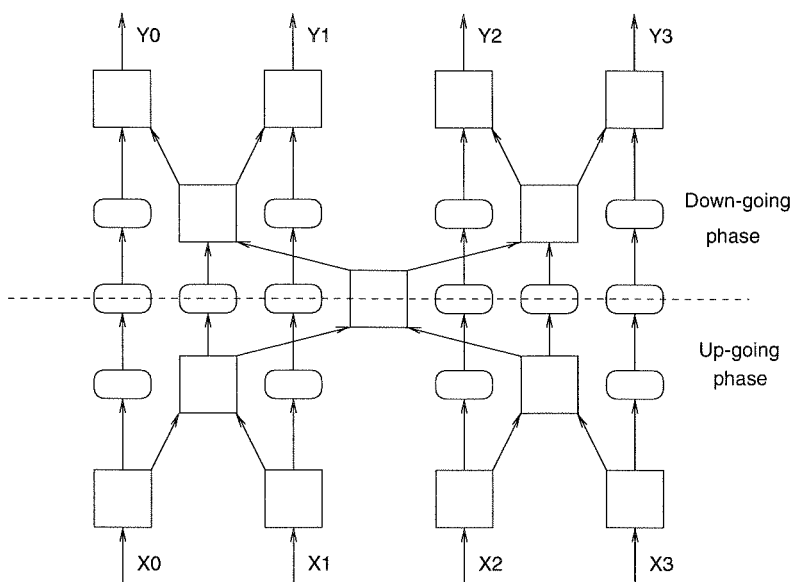 Y0
Y1
Y2
Y3
Down-going
phase
Up-going
phase
X0
X1
X2
X3